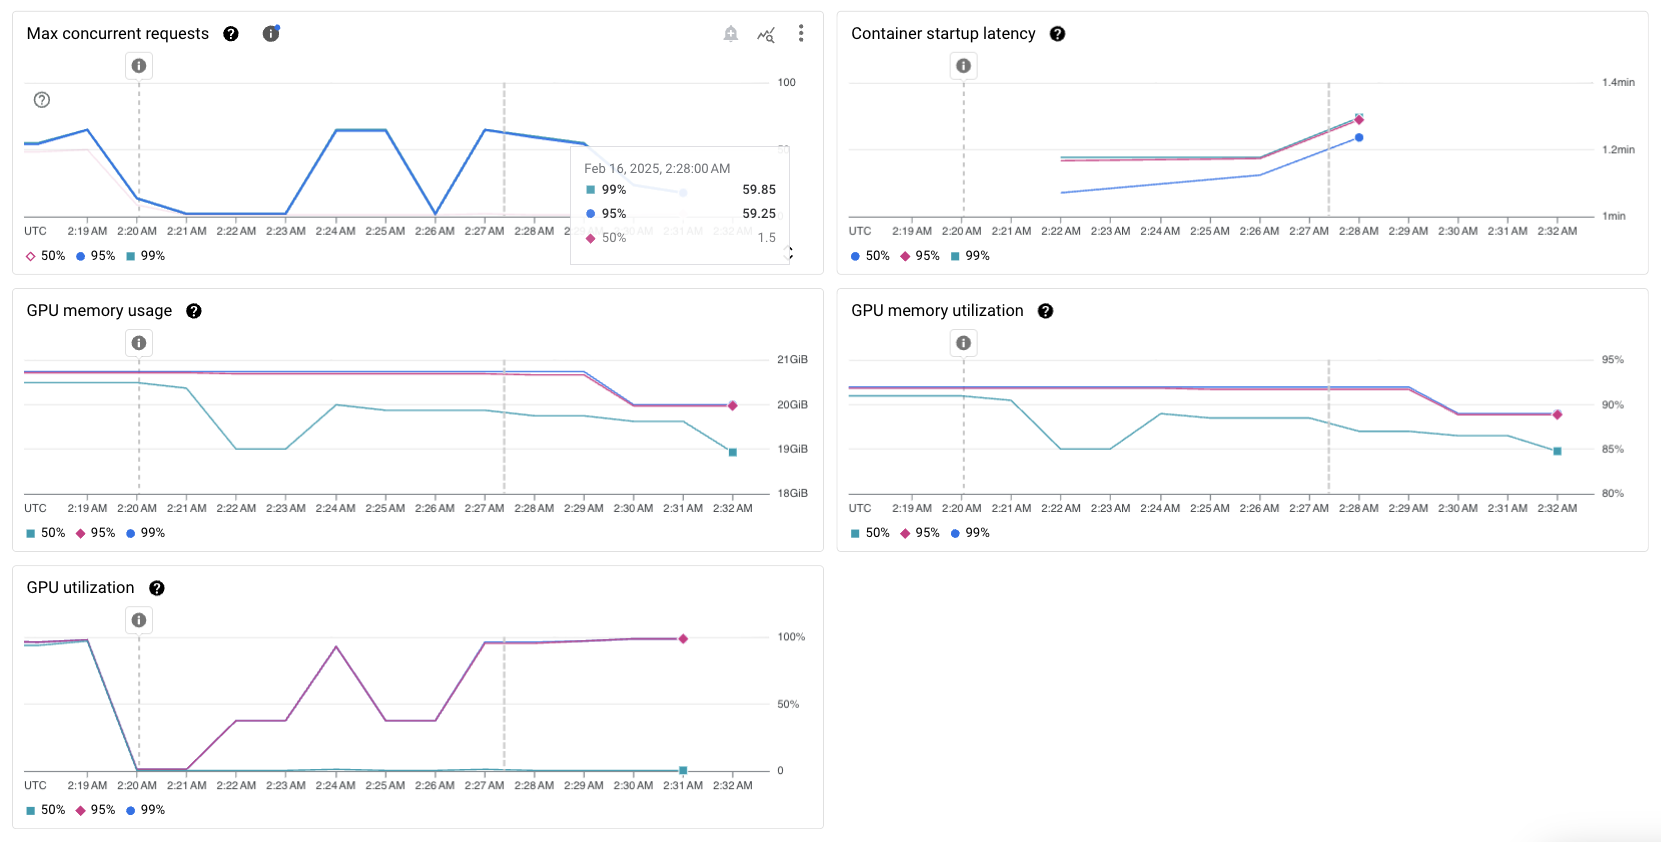 Max concurrent requests
100
50
Feb 16, 2025, 2:28:00 AM
99% 59.85
95% 59.25
50% 1.5
UTC 2:19 AM 2:20 AM 2:21 AM 2:22 AM 2:23 AM 2:24 AM 2:25 AM 2:26 AM 2:27 AM 2:28 AM 2:29 AM 2:30 AM 2:31 AM 2:32 AM
50% 95% 99%
Container startup latency
1.4min
1.2min
1min
UTC 2:19 AM 2:20 AM 2:21 AM 2:22 AM 2:23 AM 2:24 AM 2:25 AM 2:26 AM 2:27 AM 2:28 AM 2:29 AM 2:30 AM 2:31 AM 2:32 AM
50% 95% 99%
GPU memory usage
21GiB
20GiB
19GiB
18GiB
UTC 2:19 AM 2:20 AM 2:21 AM 2:22 AM 2:23 AM 2:24 AM 2:25 AM 2:26 AM 2:27 AM 2:28 AM 2:29 AM 2:30 AM 2:31 AM 2:32 AM
50% 95% 99%
GPU memory utilization
95%
90%
85%
80%
UTC 2:19 AM 2:20 AM 2:21 AM 2:22 AM 2:23 AM 2:24 AM 2:25 AM 2:26 AM 2:27 AM 2:28 AM 2:29 AM 2:30 AM 2:31 AM 2:32 AM
50% 95% 99%
GPU utilization
100%
50%
0
UTC 2:19 AM 2:20 AM 2:21 AM 2:22 AM 2:23 AM 2:24 AM 2:25 AM 2:26 AM 2:27 AM 2:28 AM 2:29 AM 2:30 AM 2:31 AM 2:32 AM
50% 95% 99%